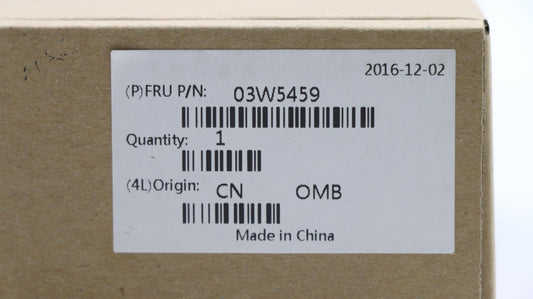 2016-12-02
(P)FRU P/N: 03W5459
Quantity: 1
(4L)Origin: CN OMB
Made in China